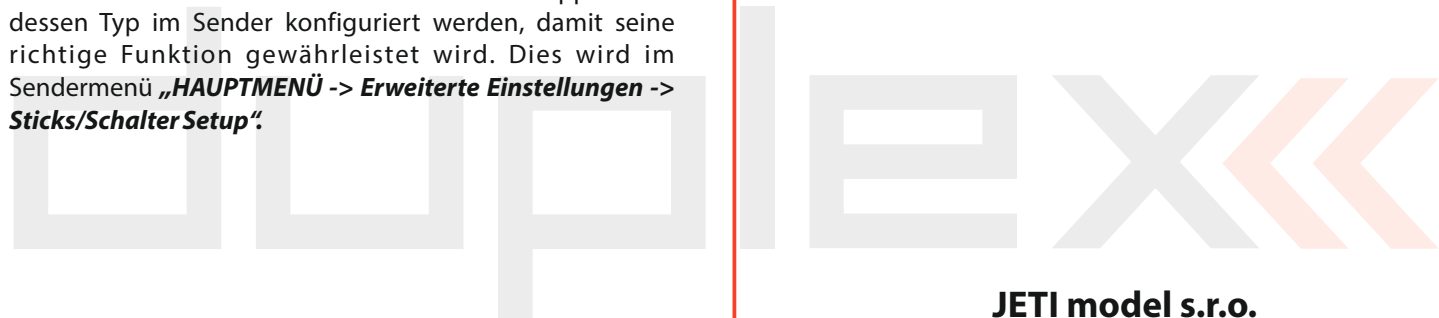 dessen Typ im Sender konfiguriert werden, damit seine
richtige Funktion gewährleistet wird. Dies wird im
Sendermenü „HAUPTMENÜ -> Erweiterte Einstellungen ->
Sticks/Schalter Setup“.
duplex
JETI model s.r.o.